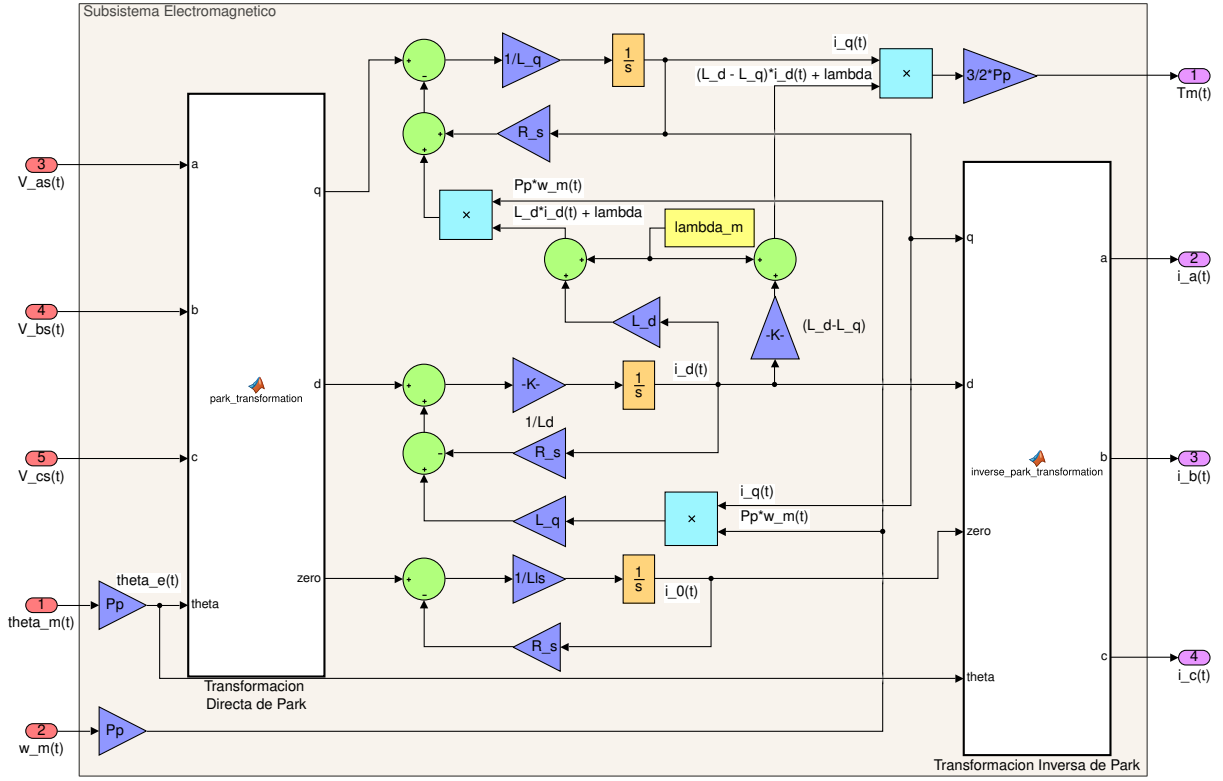 Subsistema Electromagnetico
i_q(t)
1/L_q
1
s
(L_d - L_q)*i_d(t) + lambda
×
3/2*Pp
1
Tm(t)
R_s
3
V_as(t)
a
q
Pp*w_m(t)
×
L_d*i_d(t) + lambda
lambda_m
q
a
2
i_a(t)
4
V_bs(t)
b
L_d
-K-
(L_d-L_q)
d
park_transformation
-K-
1/Ld
1
s
i_d(t)
d
5
V_cs(t)
c
R_s
inverse_park_transformation
b
3
i_b(t)
L_q
×
i_q(t)
Pp*w_m(t)
zero
zero
1/Lls
1
s
i_0(t)
theta_e(t)
1
theta_m(t)
Pp
theta
R_s
c
4
i_c(t)
theta
Transformacion
Directa de Park
2
w_m(t)
Pp
Transformacion Inversa de Park